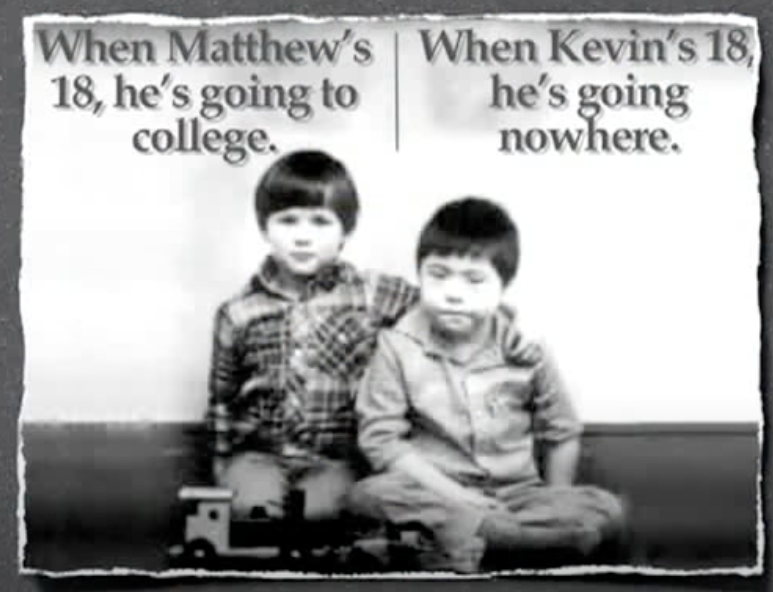 When Matthew's
18, he's going to
college.
When Kevin's 18,
he's going
nowhere.